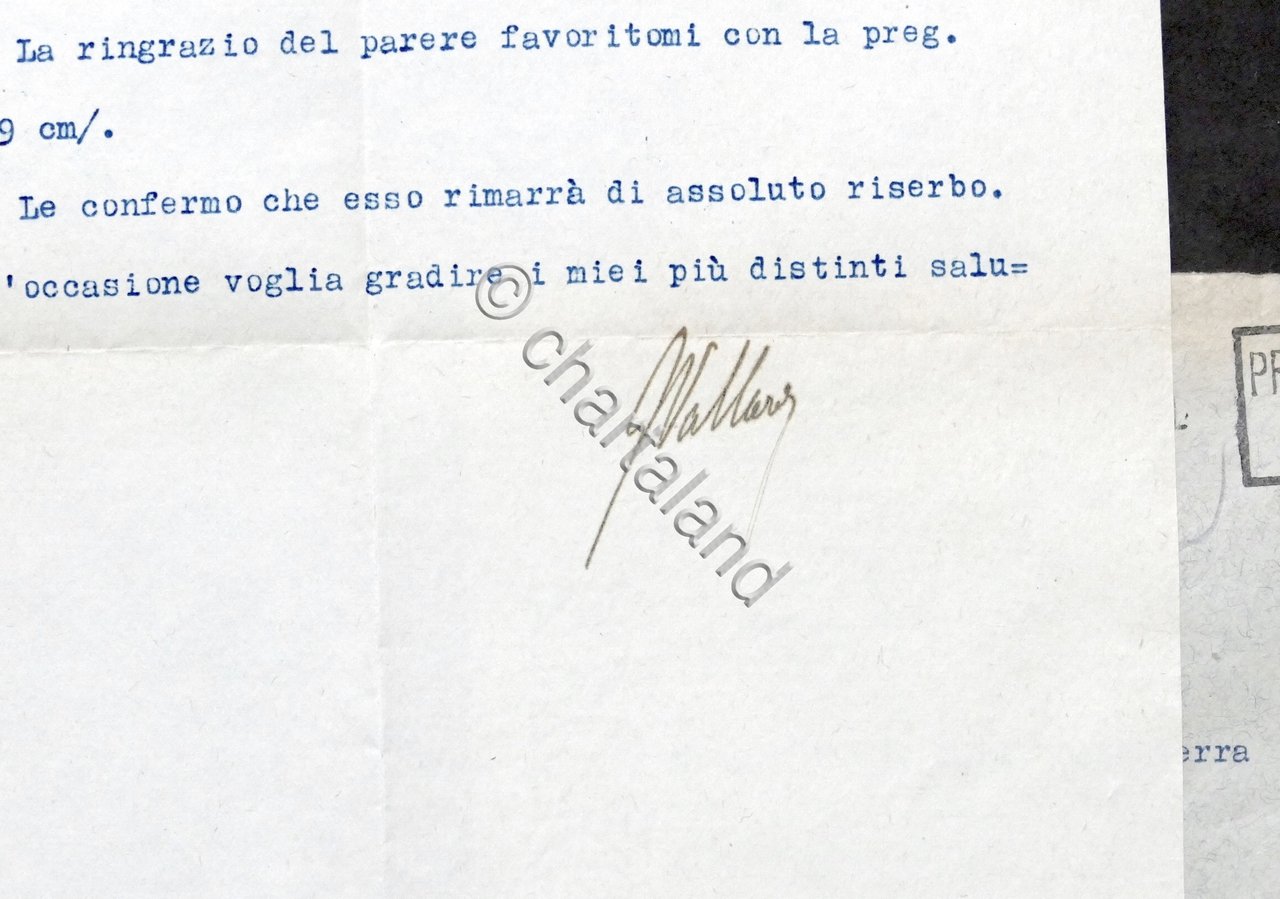 La ringrazio del parere favoritomi con la preg.
9 cm/.
Le confermo che esso rimarrà di assoluto riserbo.
'occasione voglia gradire i miei più distinti salu=
© chartaland
PR
erra